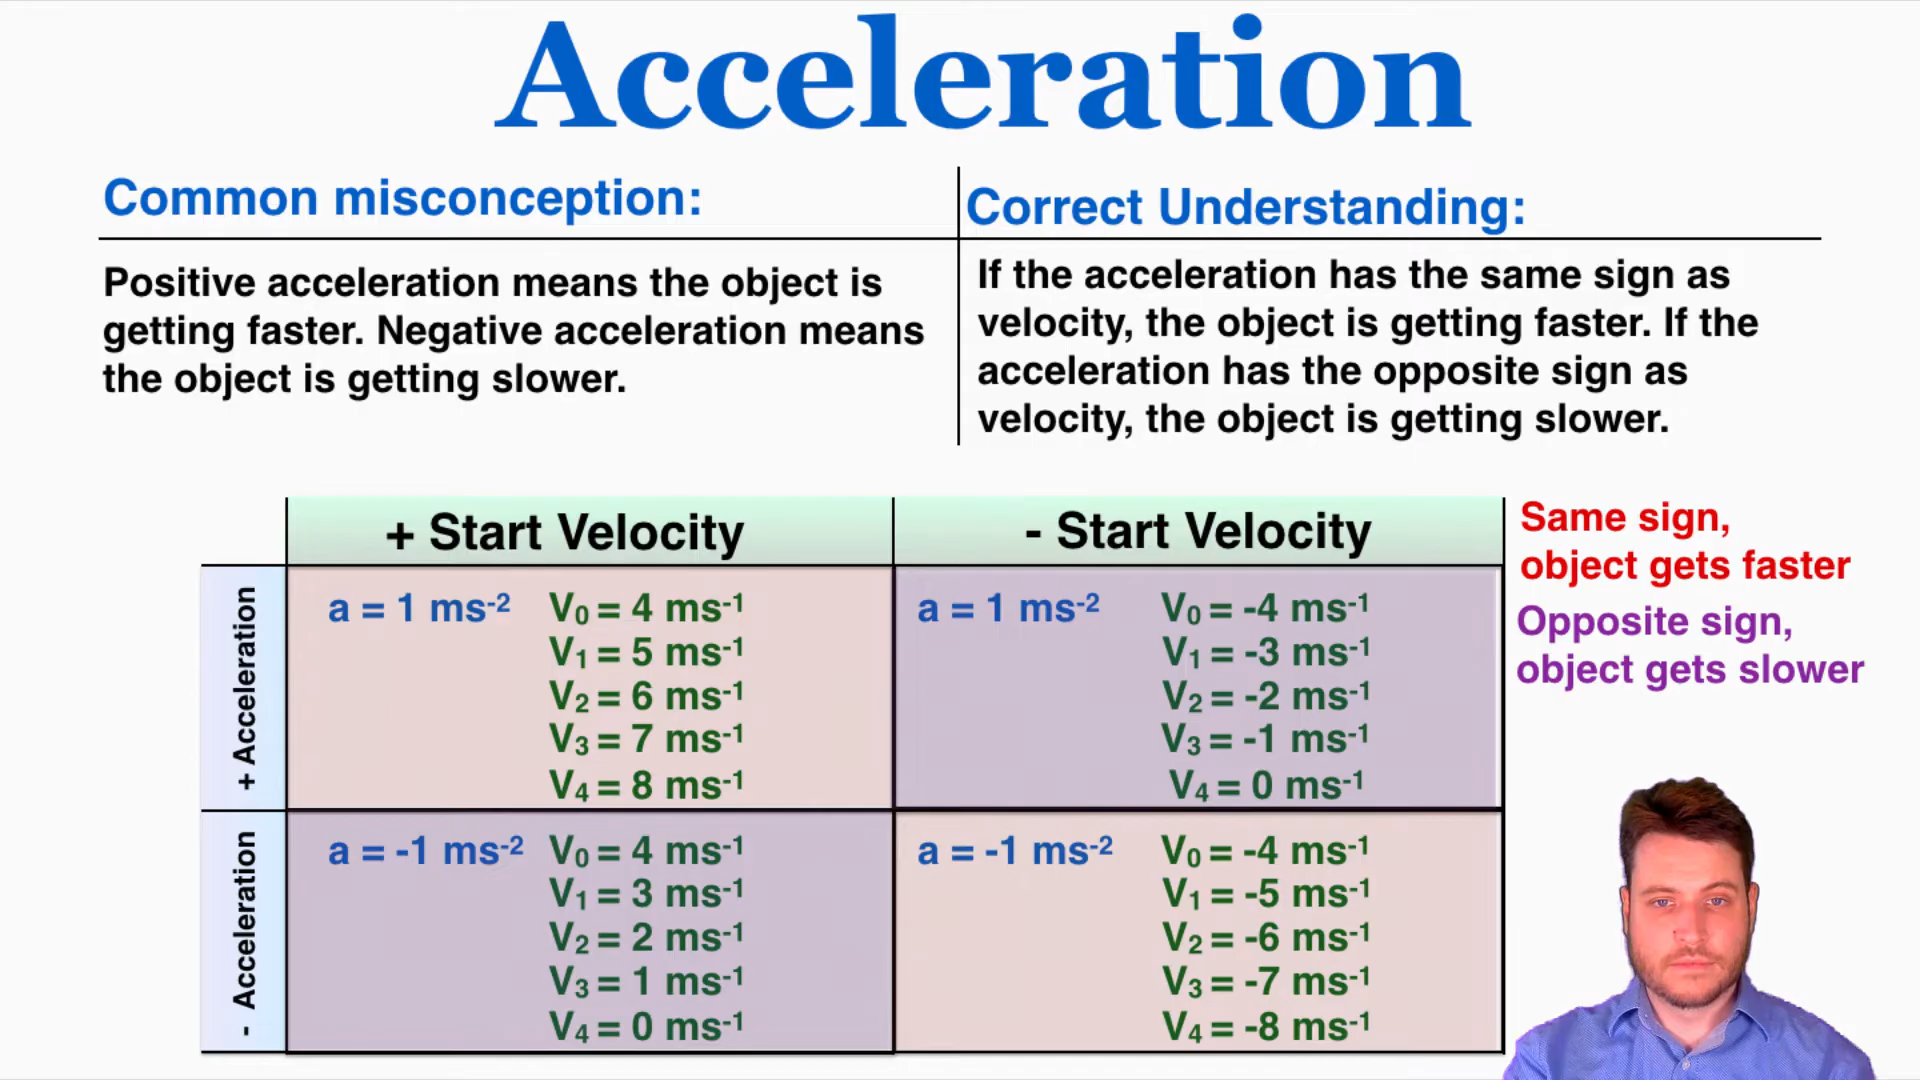 Acceleration
Common misconception:
Positive acceleration means the object is
getting faster. Negative acceleration means
the object is getting slower.
Correct Understanding:
If the acceleration has the same sign as
velocity, the object is getting faster. If the
acceleration has the opposite sign as
velocity, the object is getting slower.
+ Start Velocity
- Start Velocity
+ Acceleration
a = 1 ms⁻²
V₀ = 4 ms⁻¹
V₁ = 5 ms⁻¹
V₂ = 6 ms⁻¹
V₃ = 7 ms⁻¹
V₄ = 8 ms⁻¹
a = 1 ms⁻²
V₀ = -4 ms⁻¹
V₁ = -3 ms⁻¹
V₂ = -2 ms⁻¹
V₃ = -1 ms⁻¹
V₄ = 0 ms⁻¹
- Acceleration
a = -1 ms⁻²
V₀ = 4 ms⁻¹
V₁ = 3 ms⁻¹
V₂ = 2 ms⁻¹
V₃ = 1 ms⁻¹
V₄ = 0 ms⁻¹
a = -1 ms⁻²
V₀ = -4 ms⁻¹
V₁ = -5 ms⁻¹
V₂ = -6 ms⁻¹
V₃ = -7 ms⁻¹
V₄ = -8 ms⁻¹
Same sign,
object gets faster
Opposite sign,
object gets slower